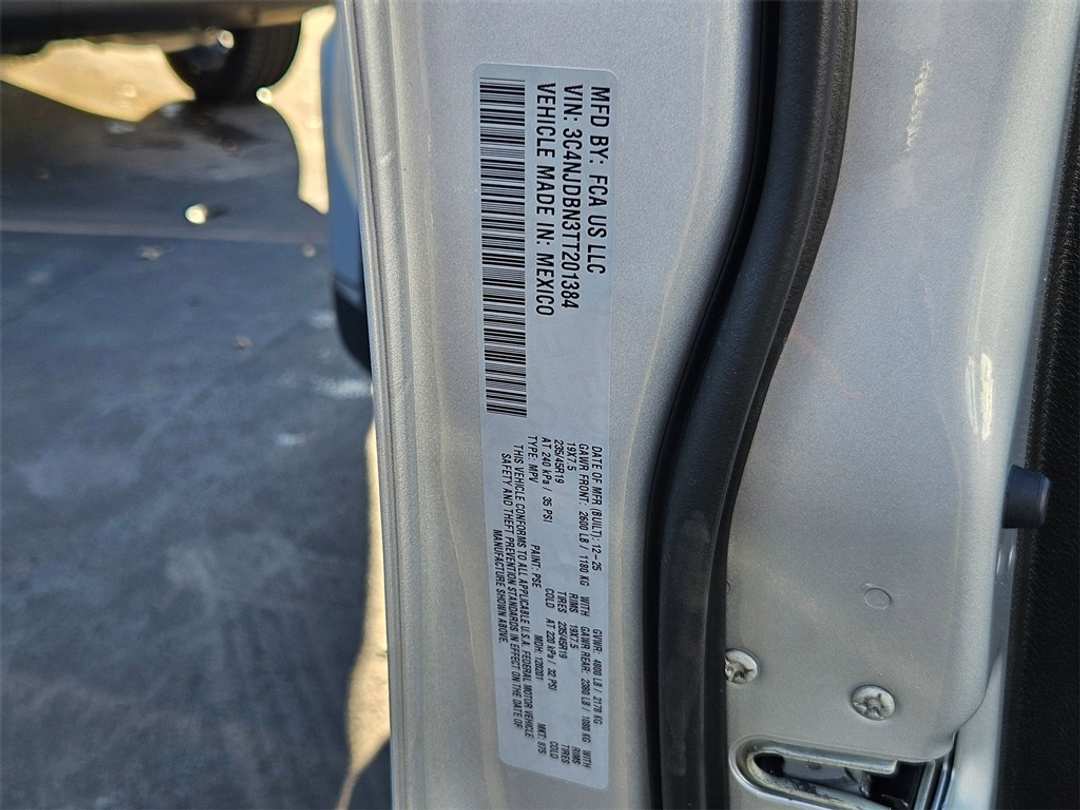 MFD BY: FCA US LLC
VIN: 3C4NJDBN3TT201384
VEHICLE MADE IN: MEXICO
DATE OF MFR (BUILT): 12-25 GVWR: 4800 LB / 2178 KG
GAWR FRONT: 2600 LB / 1180 KG WITH GAWR REAR: 2380 LB / 1080 KG WITH
19X7.5 RIMS 19X7.5 RIMS
235/45R19 TIRES 235/45R19 TIRES
AT 240 kPa / 35 PSI COLD AT 220 kPa / 32 PSI COLD
TYPE: MPV PAINT: PSE MDH: 120201 MKT: 975
THIS VEHICLE CONFORMS TO ALL APPLICABLE U.S.A. FEDERAL MOTOR VEHICLE
SAFETY AND THEFT PREVENTION STANDARDS IN EFFECT ON THE DATE OF
MANUFACTURE SHOWN ABOVE.